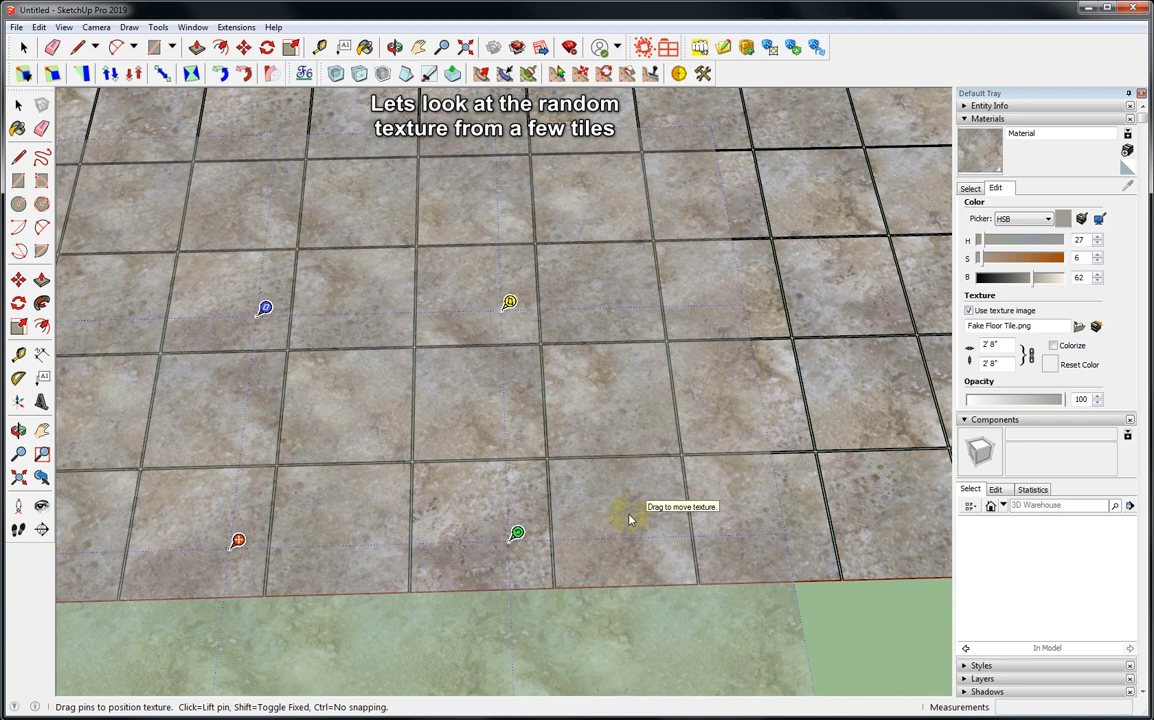 Untitled - SketchUp Pro 2019
File Edit View Camera Draw Tools Window Extensions Help
Lets look at the random
texture from a few tiles
Drag to move texture.
Default Tray
Entity Info
Materials
Material
Select Edit
Color
Picker: HSB
H 27
S 6
B 62
Texture
Use texture image
Fake Floor Tile.png
2' 8" Colorize
2' 8" Reset Color
Opacity
100
Components
Select Edit Statistics
3D Warehouse
In Model
Styles
Layers
Shadows
Drag pins to position texture. Click=Lift pin, Shift=Toggle Fixed, Ctrl=No snapping. Measurements